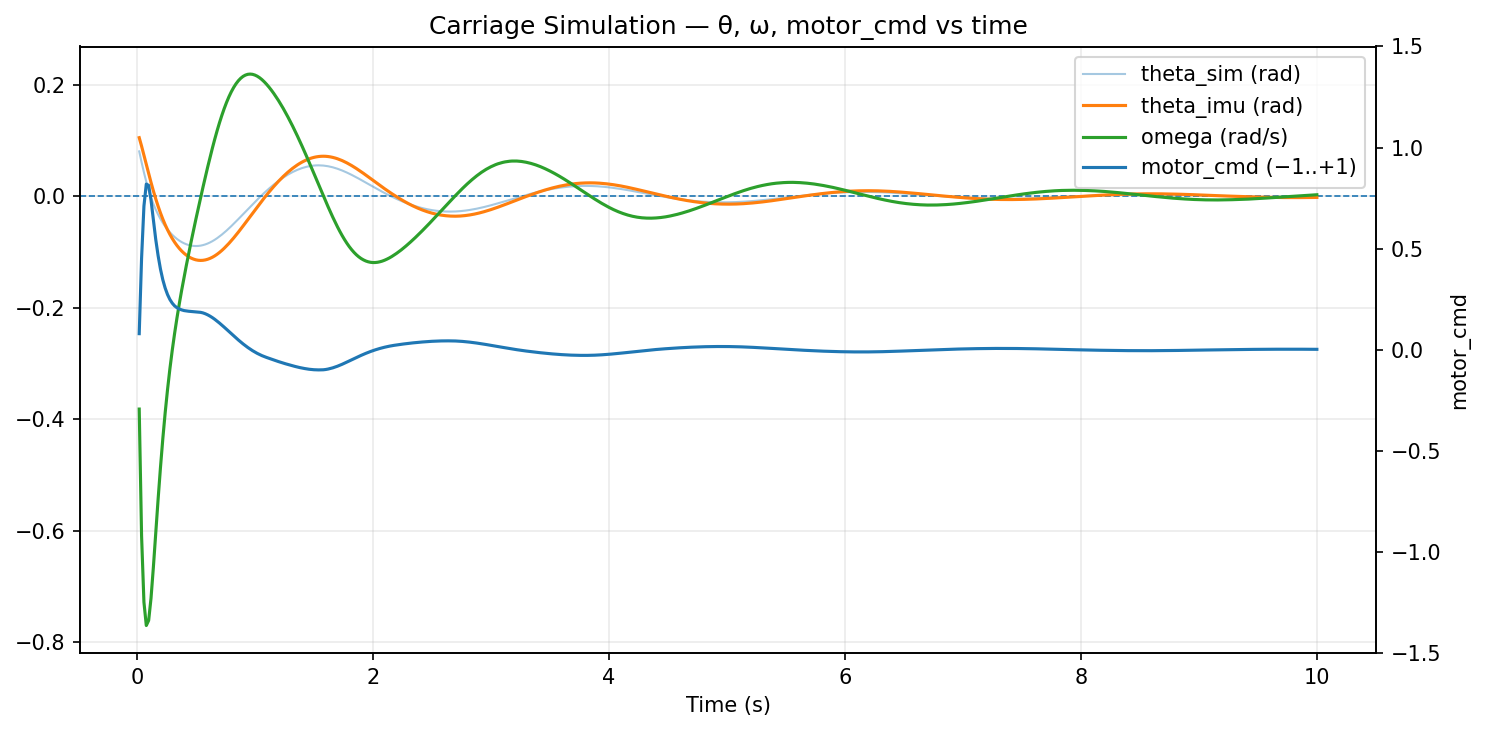 Carriage Simulation — θ, ω, motor_cmd vs time
theta_sim (rad)
theta_imu (rad)
omega (rad/s)
motor_cmd (−1..+1)
0.2
0.0
−0.2
−0.4
−0.6
−0.8
1.5
1.0
0.5
0.0
−0.5
−1.0
−1.5
motor_cmd
0
2
4
6
8
10
Time (s)